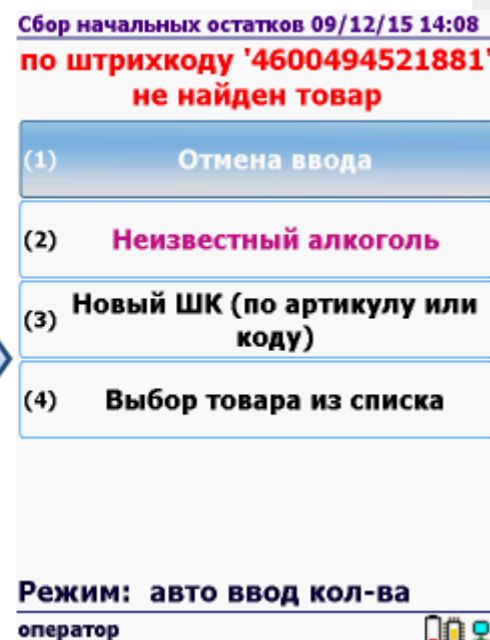 Сбор начальных остатков 09/12/15 14:08
по штрихкоду '4600494521881'
не найден товар
(1) Отмена ввода
(2) Неизвестный алкоголь
(3) Новый ШК (по артикулу или
коду)
(4) Выбор товара из списка
Режим: авто ввод кол-ва
оператор